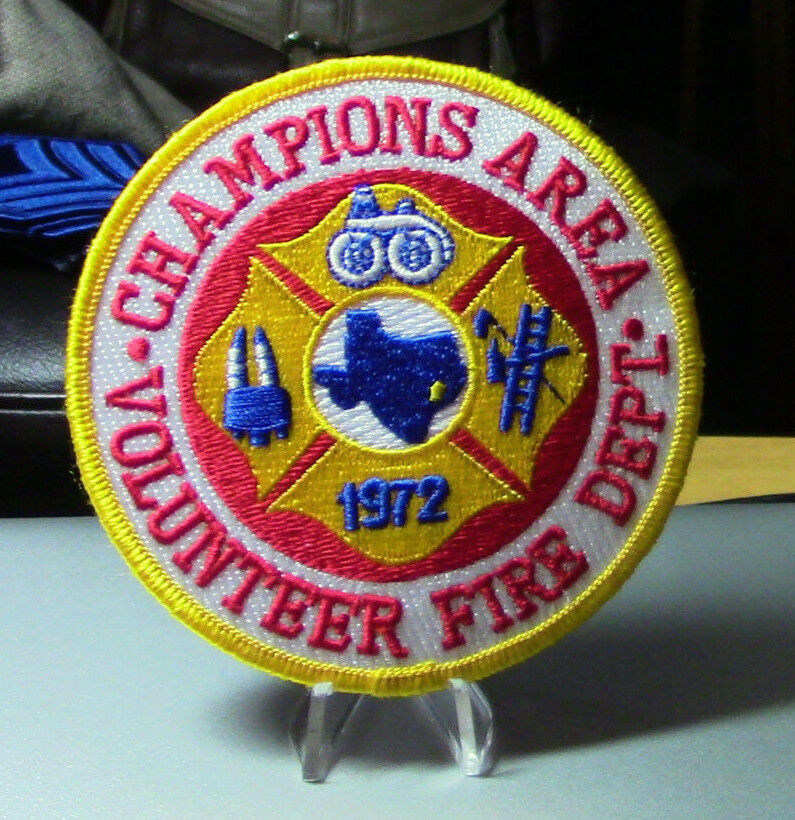 • CHAMPIONS AREA •
VOLUNTEER FIRE DEPT.
1972